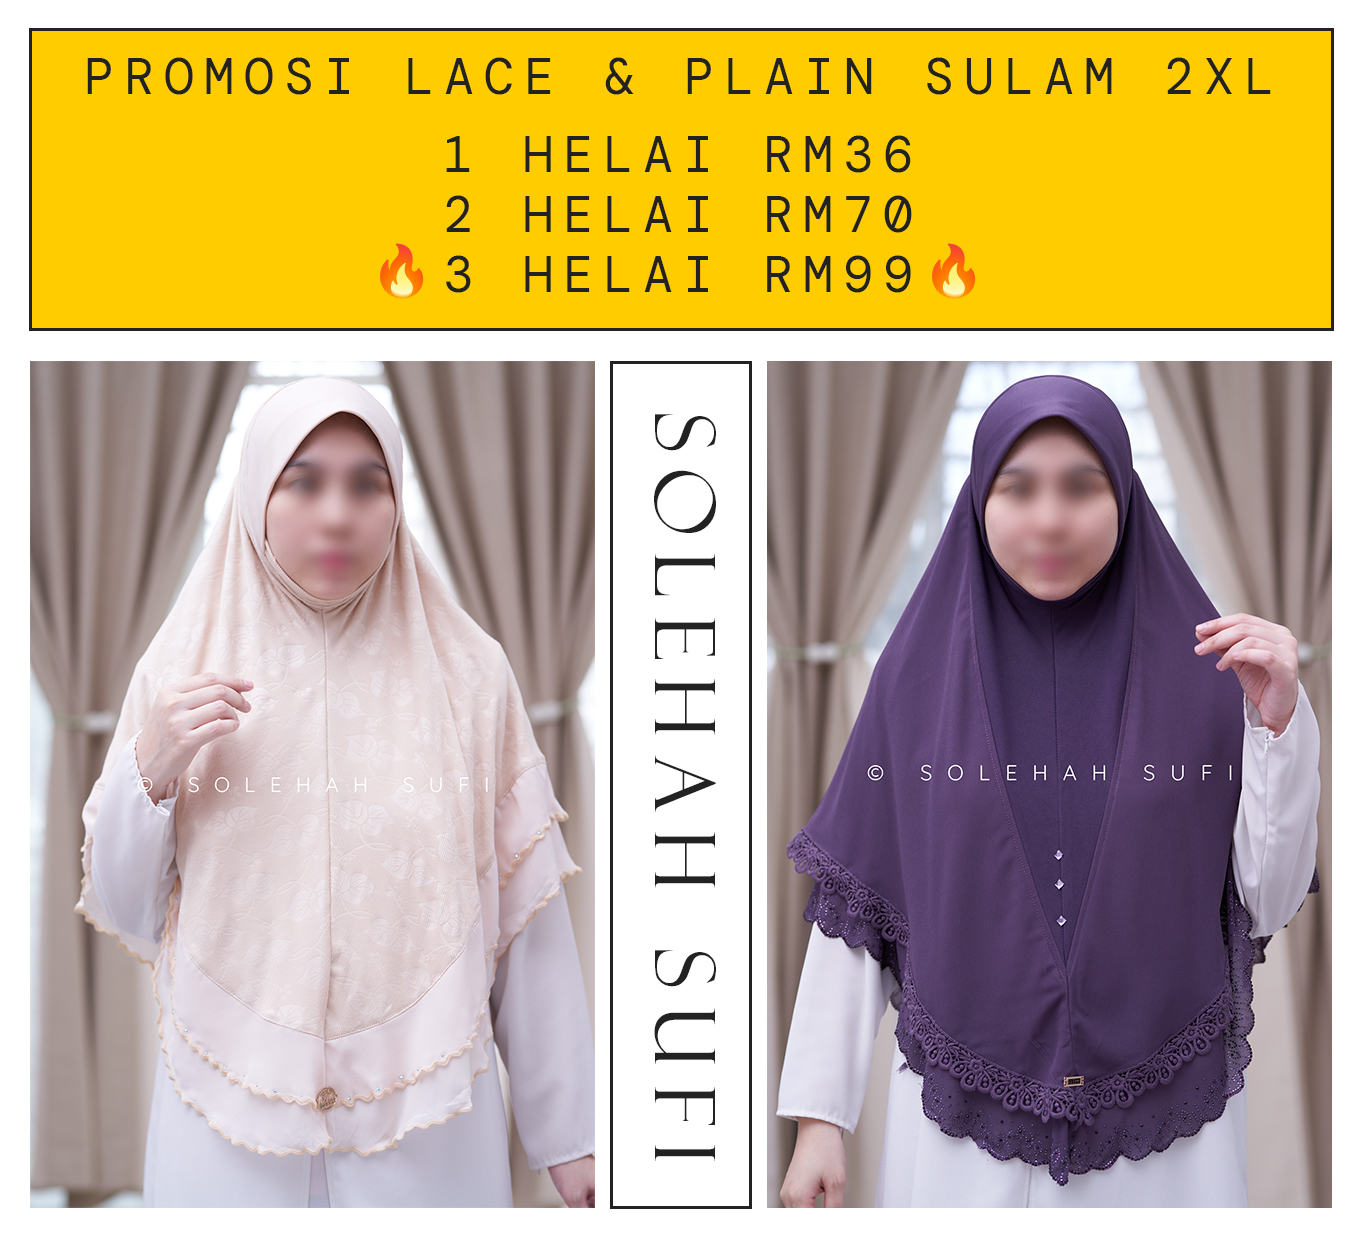 PROMOSI LACE & PLAIN SULAM 2XL
1 HELAI RM36
2 HELAI RM70
🔥3 HELAI RM99🔥
© SOLEHAH SUFI
SOLEHAH SUFI
© SOLEHAH SUFI